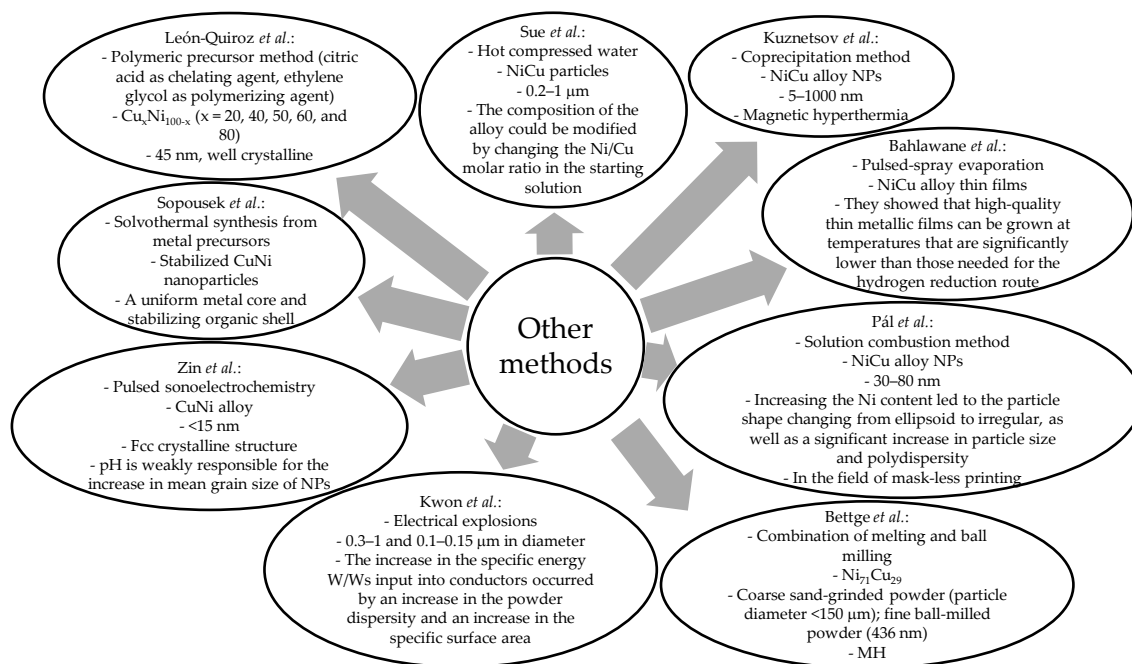 León-Quiroz et al.:
- Polymeric precursor method (citric
acid as chelating agent, ethylene
glycol as polymerizing agent)
- CuₓNi₁₀₀₋ₓ (x = 20, 40, 50, 60, and
80)
- 45 nm, well crystalline
Sue et al.:
- Hot compressed water
- NiCu particles
- 0.2–1 μm
- The composition of the
alloy could be modified
by changing the Ni/Cu
molar ratio in the starting
solution
Kuznetsov et al.:
- Coprecipitation method
- NiCu alloy NPs
- 5–1000 nm
- Magnetic hyperthermia
Bahlawane et al.:
- Pulsed-spray evaporation
- NiCu alloy thin films
- They showed that high-quality
thin metallic films can be grown at
temperatures that are significantly
lower than those needed for the
hydrogen reduction route
Sopousek et al.:
- Solvothermal synthesis from
metal precursors
- Stabilized CuNi
nanoparticles
- A uniform metal core and
stabilizing organic shell
Other
methods
Pál et al.:
- Solution combustion method
- NiCu alloy NPs
- 30–80 nm
- Increasing the Ni content led to the particle
shape changing from ellipsoid to irregular, as
well as a significant increase in particle size
and polydispersity
- In the field of mask-less printing
Zin et al.:
- Pulsed sonoelectrochemistry
- CuNi alloy
- <15 nm
- Fcc crystalline structure
- pH is weakly responsible for the
increase in mean grain size of NPs
Kwon et al.:
- Electrical explosions
- 0.3–1 and 0.1–0.15 μm in diameter
- The increase in the specific energy
W/Ws input into conductors occurred
by an increase in the powder
dispersity and an increase in the
specific surface area
Bettge et al.:
- Combination of melting and ball
milling
- Ni₇₁Cu₂₉
- Coarse sand-grinded powder (particle
diameter <150 μm); fine ball-milled
powder (436 nm)
- MH